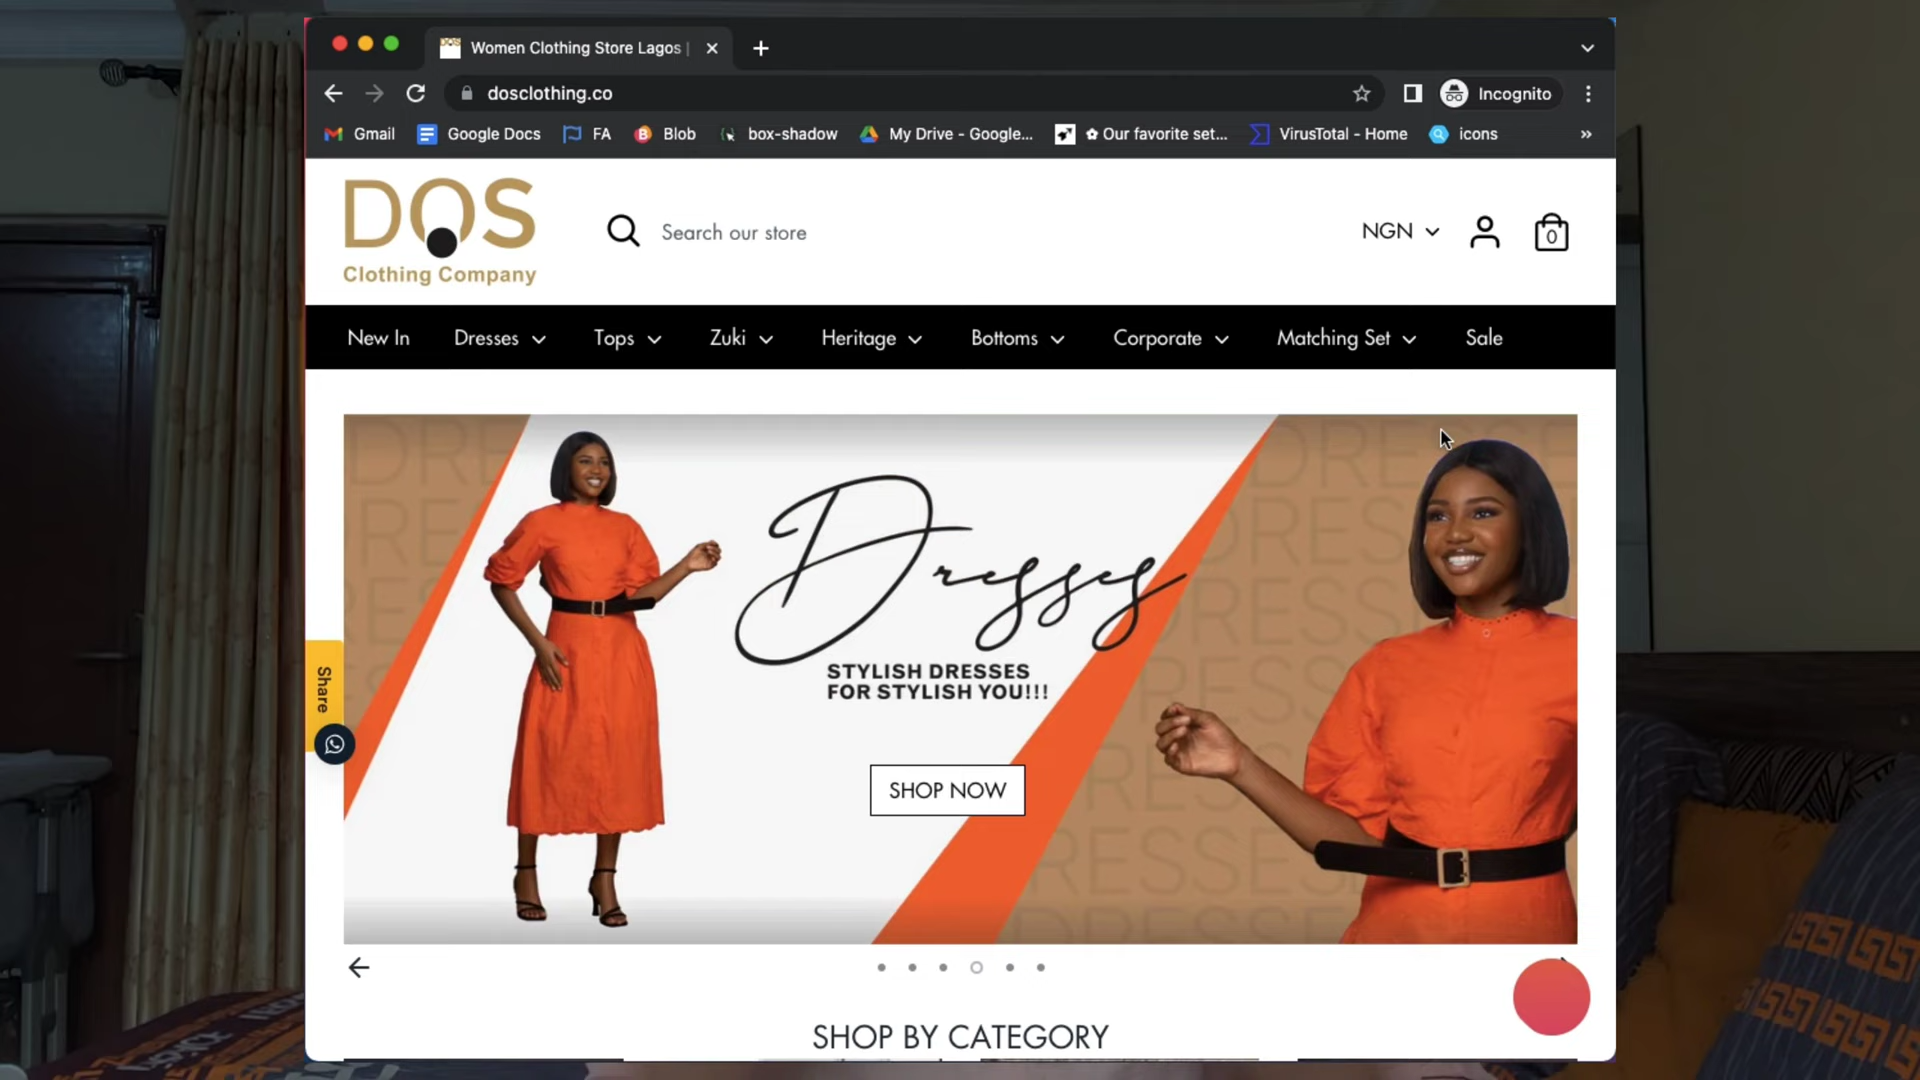 Women Clothing Store Lagos |
dosclothing.co
Incognito
Gmail
Google Docs
FA
Blob
box-shadow
My Drive - Google...
✿ Our favorite set...
VirusTotal - Home
icons
»
DOS
Clothing Company
Search our store
NGN
0
New In
Dresses
Tops
Zuki
Heritage
Bottoms
Corporate
Matching Set
Sale
Dresses
STYLISH DRESSES
FOR STYLISH YOU!!!
SHOP NOW
Share
SHOP BY CATEGORY